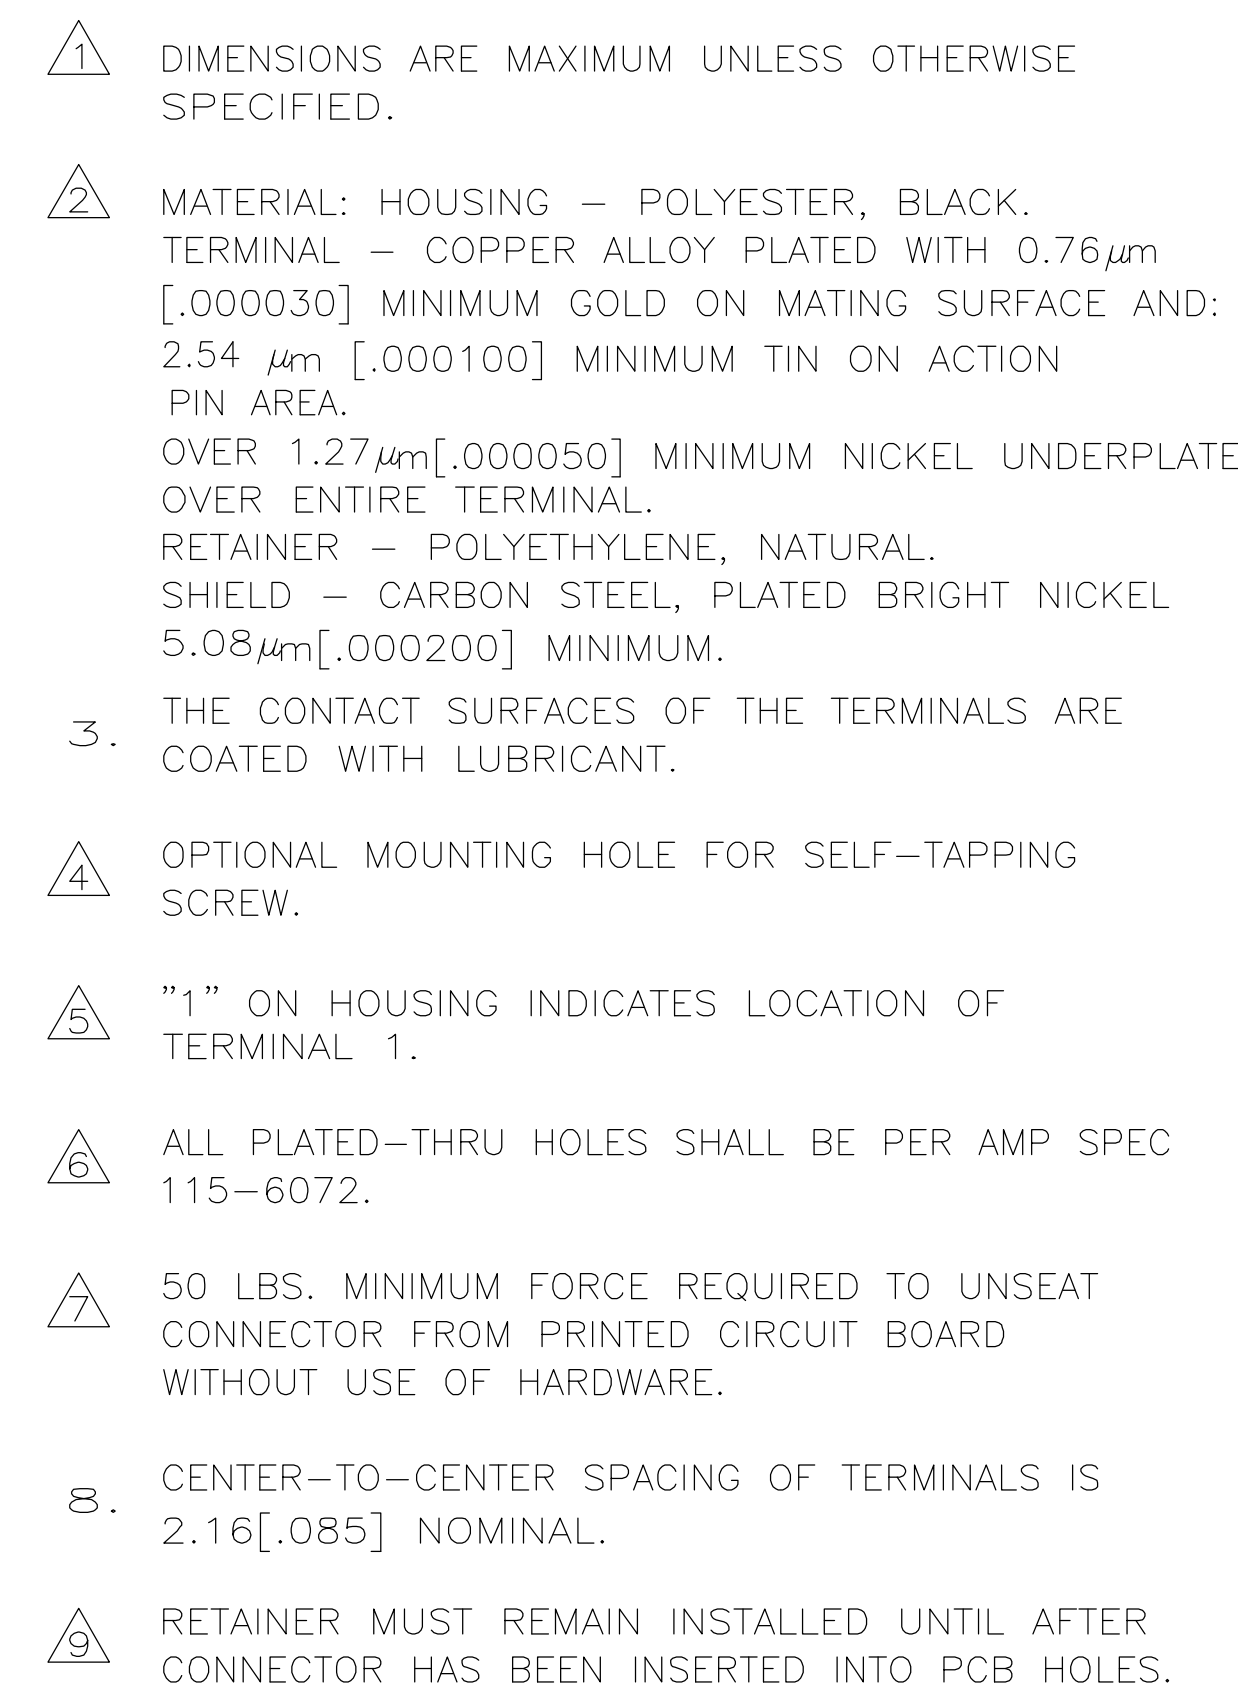 1 DIMENSIONS ARE MAXIMUM UNLESS OTHERWISE
SPECIFIED.
2 MATERIAL: HOUSING – POLYESTER, BLACK.
TERMINAL – COPPER ALLOY PLATED WITH 0.76μm
[.000030] MINIMUM GOLD ON MATING SURFACE AND:
2.54 μm [.000100] MINIMUM TIN ON ACTION
PIN AREA.
OVER 1.27μm[.000050] MINIMUM NICKEL UNDERPLATE
OVER ENTIRE TERMINAL.
RETAINER – POLYETHYLENE, NATURAL.
SHIELD – CARBON STEEL, PLATED BRIGHT NICKEL
5.08μm[.000200] MINIMUM.
3. THE CONTACT SURFACES OF THE TERMINALS ARE
COATED WITH LUBRICANT.
4 OPTIONAL MOUNTING HOLE FOR SELF–TAPPING
SCREW.
5 ”1” ON HOUSING INDICATES LOCATION OF
TERMINAL 1.
6 ALL PLATED–THRU HOLES SHALL BE PER AMP SPEC
115–6072.
7 50 LBS. MINIMUM FORCE REQUIRED TO UNSEAT
CONNECTOR FROM PRINTED CIRCUIT BOARD
WITHOUT USE OF HARDWARE.
8. CENTER–TO–CENTER SPACING OF TERMINALS IS
2.16[.085] NOMINAL.
9 RETAINER MUST REMAIN INSTALLED UNTIL AFTER
CONNECTOR HAS BEEN INSERTED INTO PCB HOLES.